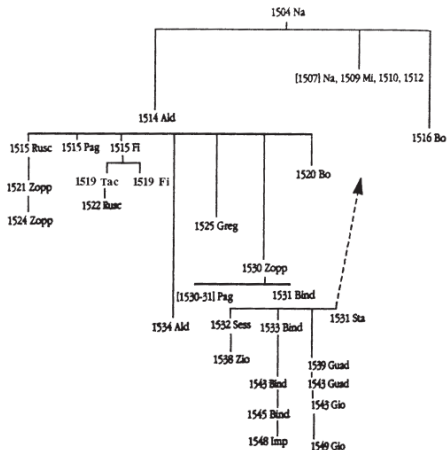 1504 Na
[1507] Na, 1509 Mi, 1510, 1512
1514 Ald
1516 Bo
1515 Rusc 1515 Pag 1515 Fi
1520 Bo
1519 Tac 1519 Fi
1521 Zopp
1522 Rusc
1524 Zopp
1525 Greg
1530 Zopp
[1530-31] Pag 1531 Bind
1534 Ald 1532 Sess 1533 Bind 1531 Sta
1538 Zio
1539 Guad
1543 Bind 1543 Guad
1543 Gio
1545 Bind
1548 Imp 1549 Gio